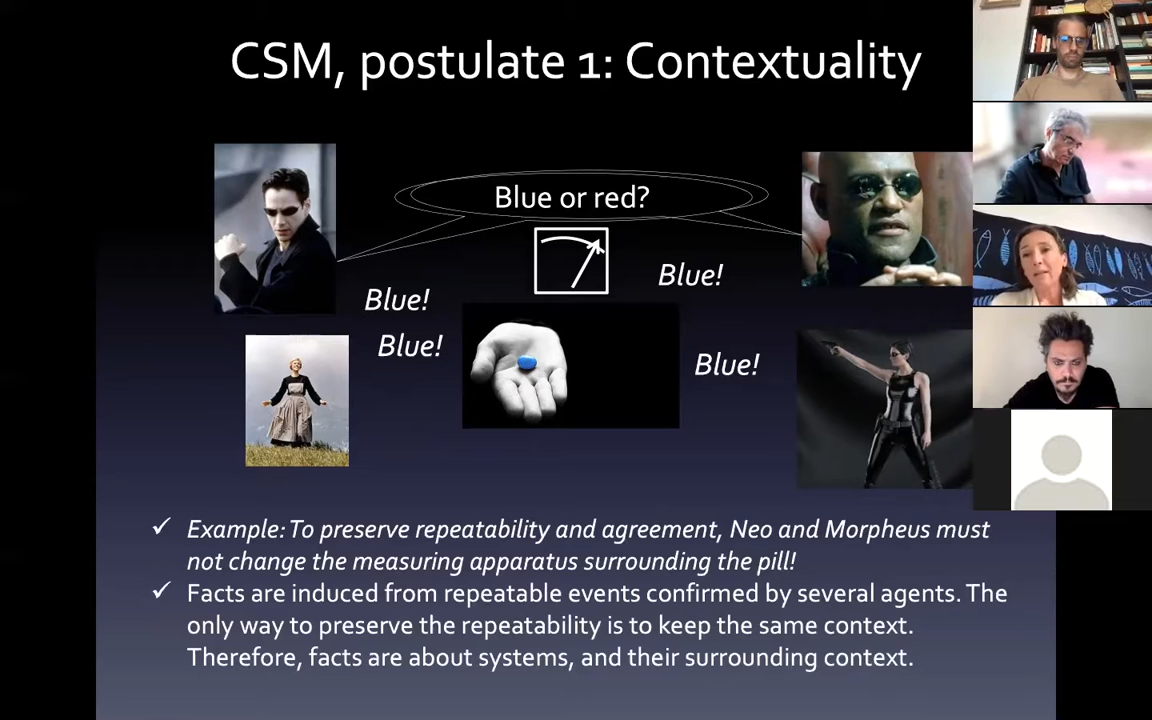 CSM, postulate 1: Contextuality
Blue or red?
Blue!
Blue!
Blue!
Blue!
✓ Example: To preserve repeatability and agreement, Neo and Morpheus must
not change the measuring apparatus surrounding the pill!
✓ Facts are induced from repeatable events confirmed by several agents. The
only way to preserve the repeatability is to keep the same context.
Therefore, facts are about systems, and their surrounding context.